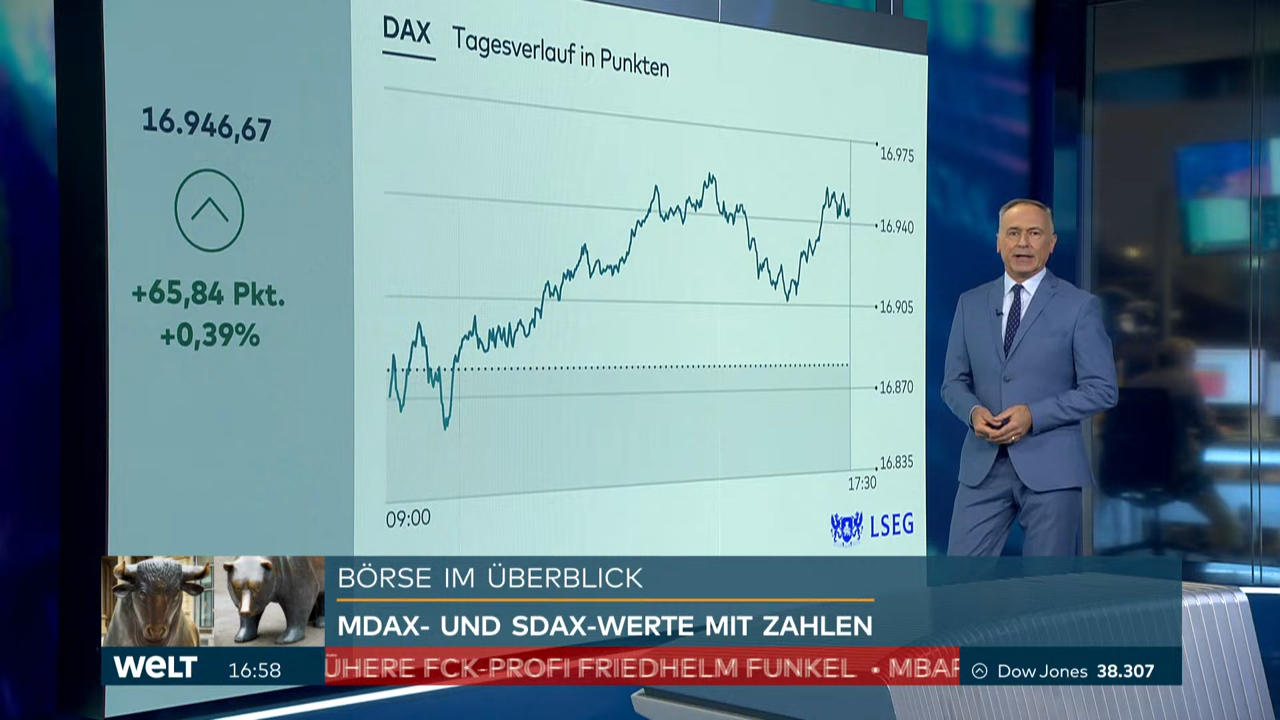 DAX Tagesverlauf in Punkten
16.946,67
+65,84 Pkt.
+0,39%
16.975
16.940
16.905
16.870
16.835
09:00
17:30
LSEG
BÖRSE IM ÜBERBLICK
MDAX- UND SDAX-WERTE MIT ZAHLEN
welt 16:58 ÜHERE FCK-PROFI FRIEDHELM FUNKEL • MBAP Dow Jones 38.307